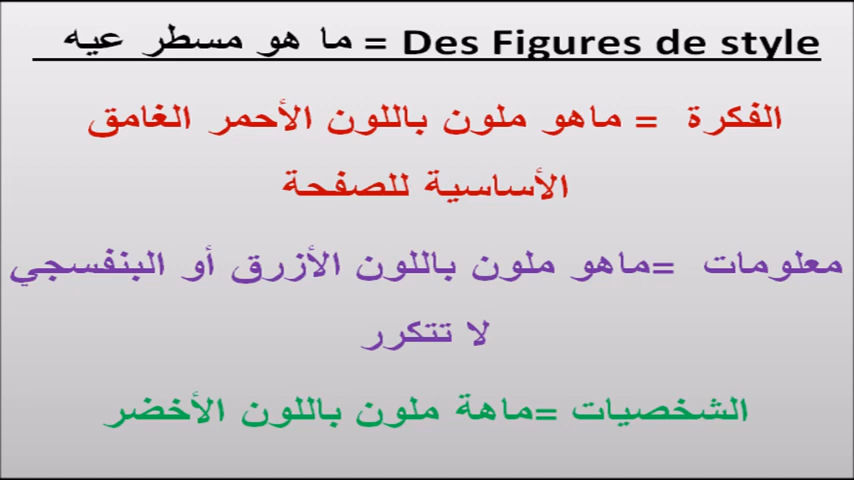 Des Figures de style = ما هو مسطر عيه
الفكرة = ماهو ملون باللون الأحمر الغامق
الأساسية للصفحة
معلومات =ماهو ملون باللون الأزرق أو البنفسجي
لا تتكرر
الشخصيات =ماهة ملون باللون الأخضر